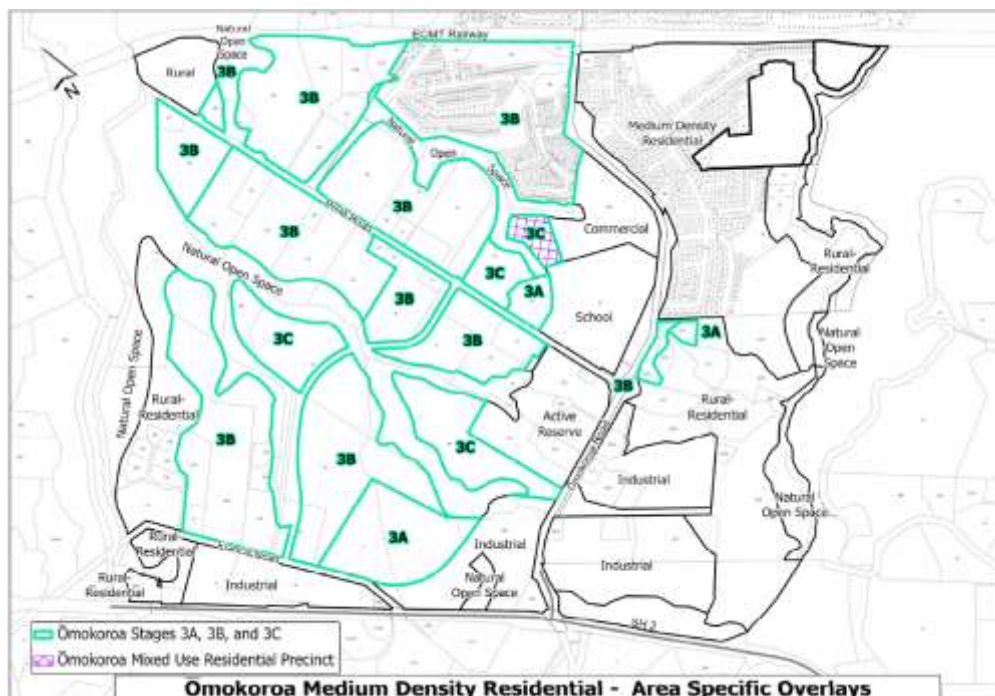 Natural
Open
Space
ECMT Railway
Rural
3B
3B
3B
Medium Density
Residential
Natural
Open
Space
3B
3B
3B
3C
Commercial
Natural Open Space
3C
3A
Rural-
Residential
School
3B
3B
3C
3A
Natural
Open
Space
Natural Open Space
3B
Rural-
Residential
Rural-
Residential
Active
Reserve
Ōmokoroa Road
3B
3B
3C
Industrial
Natural
Open Space
3A
Industrial
Rural-
Residential
Industrial
Rural-
Residential
Industrial
Natural
Open Space
SH 2
N
Ōmokoroa Stages 3A, 3B, and 3C
Ōmokoroa Mixed Use Residential Precinct
Ōmokoroa Medium Density Residential - Area Specific Overlays